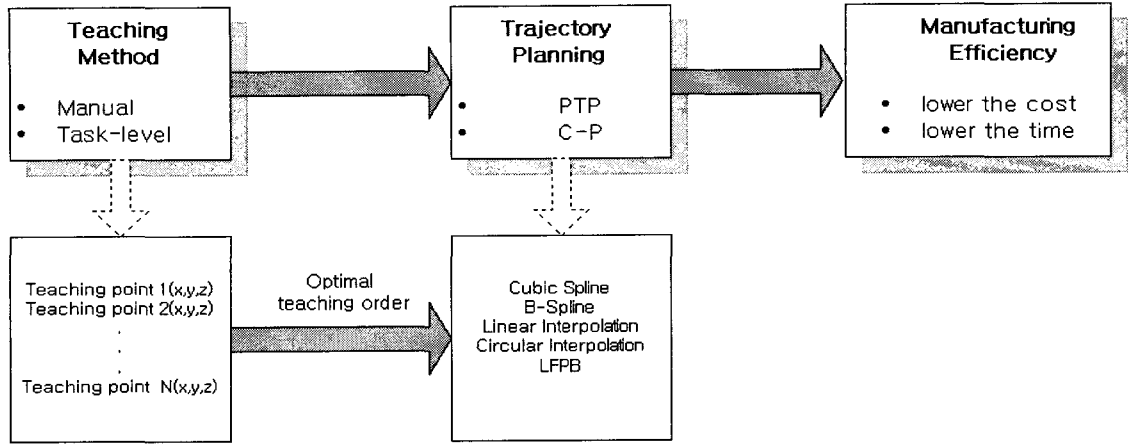 Teaching
Method
• Manual
• Task-level
Trajectory
Planning
• PTP
• C-P
Manufacturing
Efficiency
• lower the cost
• lower the time
Teaching point 1(x,y,z)
Teaching point 2(x,y,z)
.
.
.
Teaching point N(x,y,z)
Optimal
teaching order
Cubic Spline
B-Spline
Linear Interpolation
Circular Interpolation
LFPB